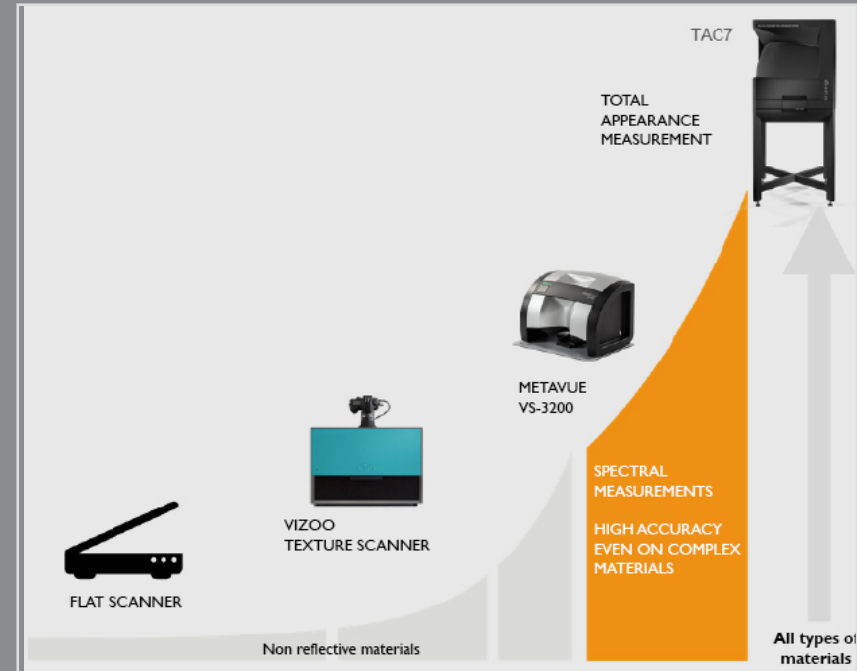 TAC7
TOTAL
APPEARANCE
MEASUREMENT
METAVUE
VS-3200
SPECTRAL
MEASUREMENTS
HIGH ACCURACY
EVEN ON COMPLEX
MATERIALS
VIZOO
TEXTURE SCANNER
FLAT SCANNER
Non reflective materials
All types of
materials